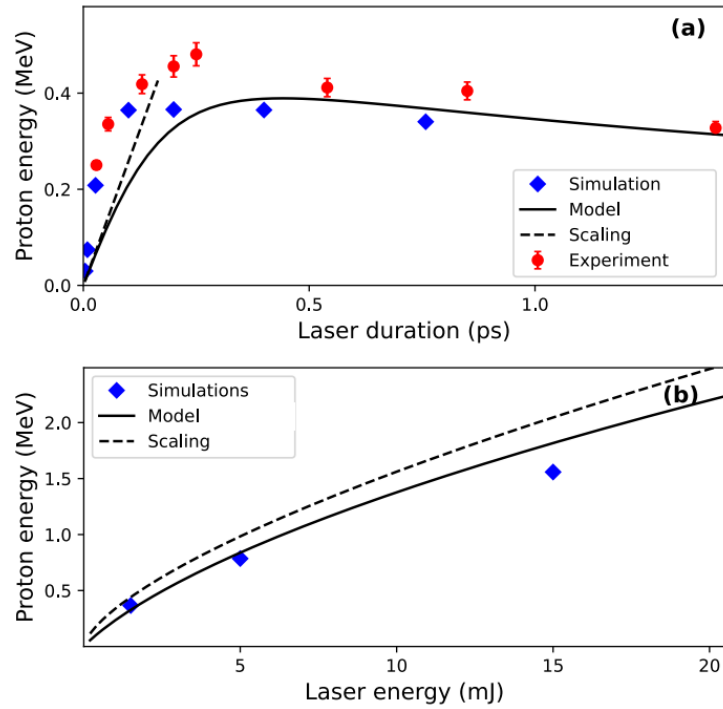 (a)
Proton energy (MeV)
0.4
0.2
0.0
Simulation
Model
Scaling
Experiment
0.0 0.5 1.0
Laser duration (ps)
(b)
Proton energy (MeV)
2.0
1.5
1.0
0.5
Simulations
Model
Scaling
5 10 15 20
Laser energy (mJ)